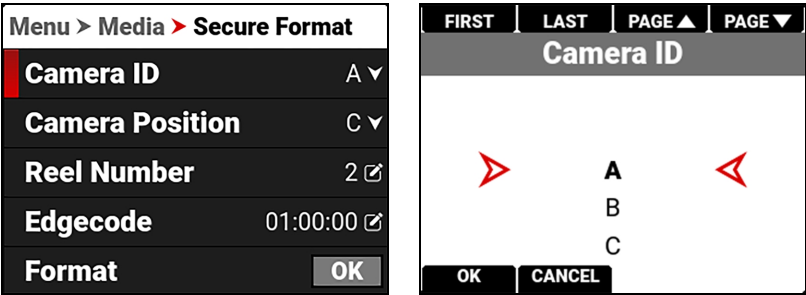 Menu > Media > Secure Format
Camera ID A
Camera Position C
Reel Number 2
Edgecode 01:00:00
Format OK
FIRST LAST PAGE▲ PAGE▼
Camera ID
A
B
C
OK CANCEL